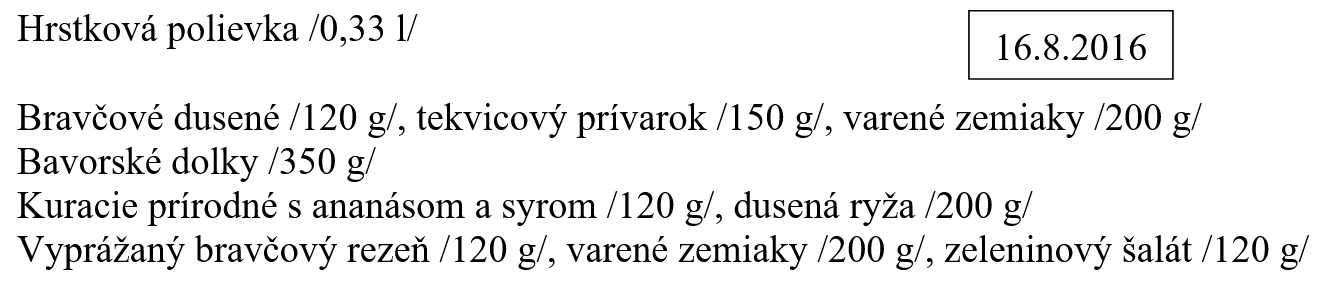 Hrstková polievka /0,33 l/
16.8.2016
Bravčové dusené /120 g/, tekvicový prívarok /150 g/, varené zemiaky /200 g/
Bavorské dolky /350 g/
Kuracie prírodné s ananásom a syrom /120 g/, dusená ryža /200 g/
Vyprážaný bravčový rezeň /120 g/, varené zemiaky /200 g/, zeleninový šalát /120 g/